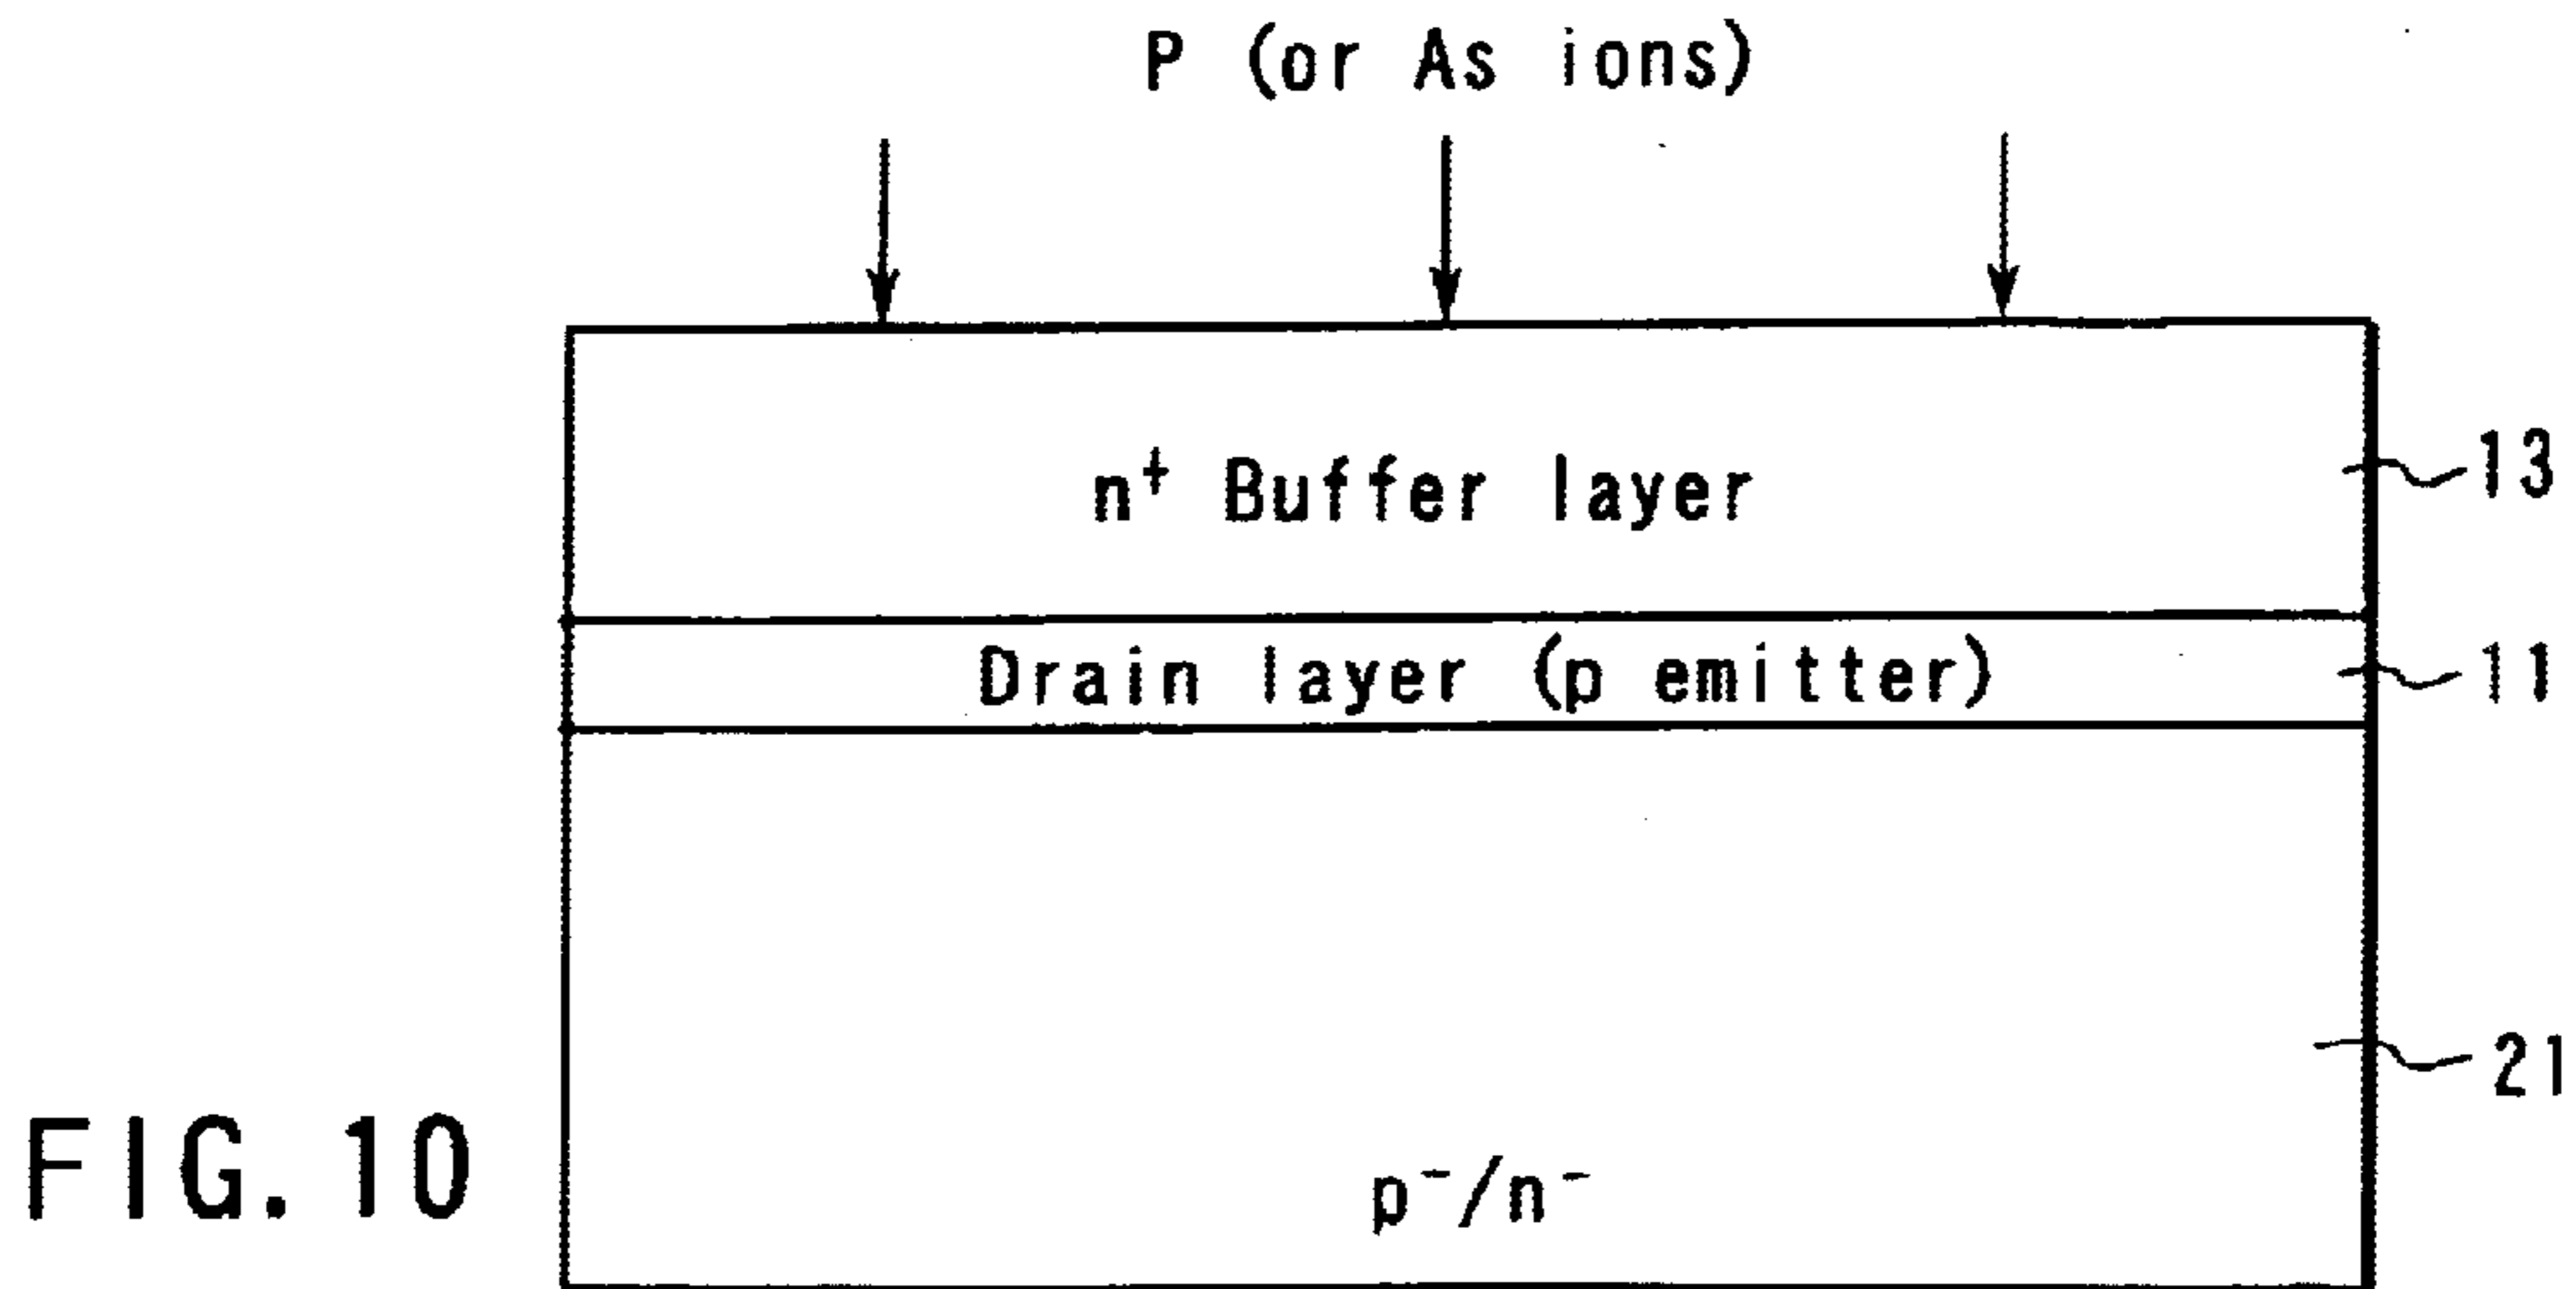 P (or As ions)
n⁺ Buffer layer
13
Drain layer (p emitter)
11
21
FIG. 10
p⁻/n⁻